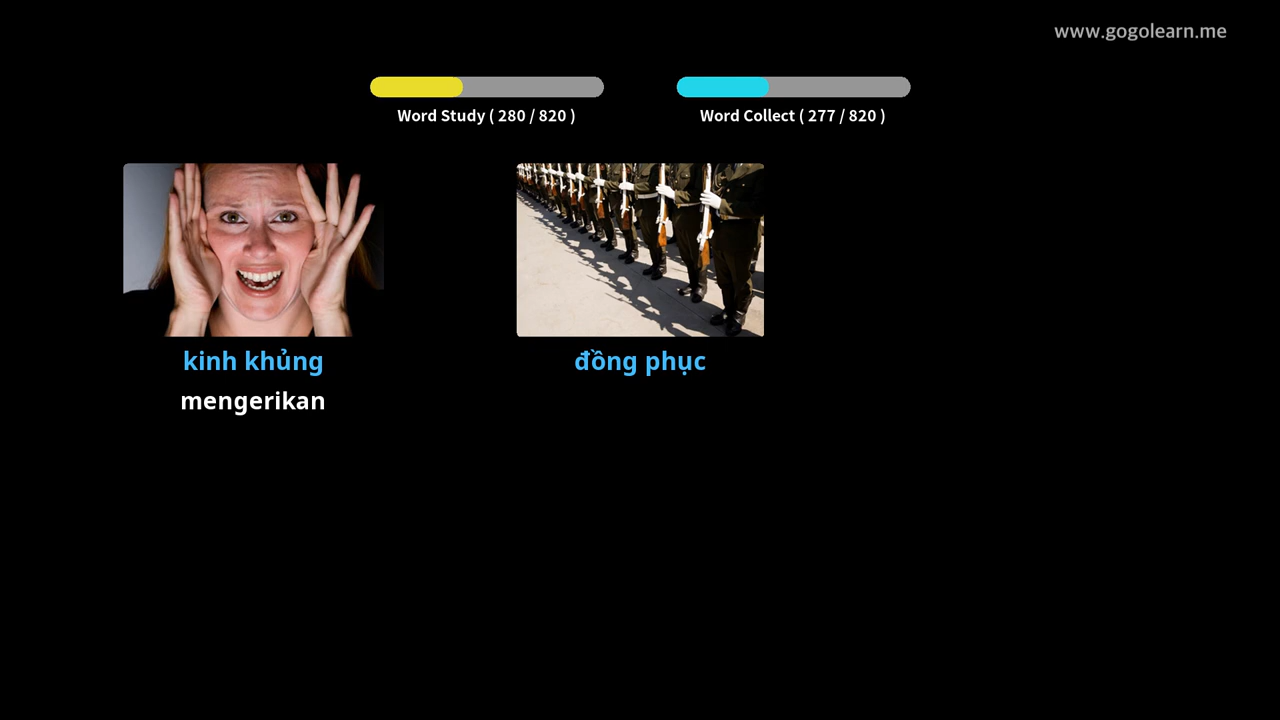 www.gogolearn.me
Word Study ( 280 / 820 )
Word Collect ( 277 / 820 )
kinh khủng
mengerikan
đồng phục